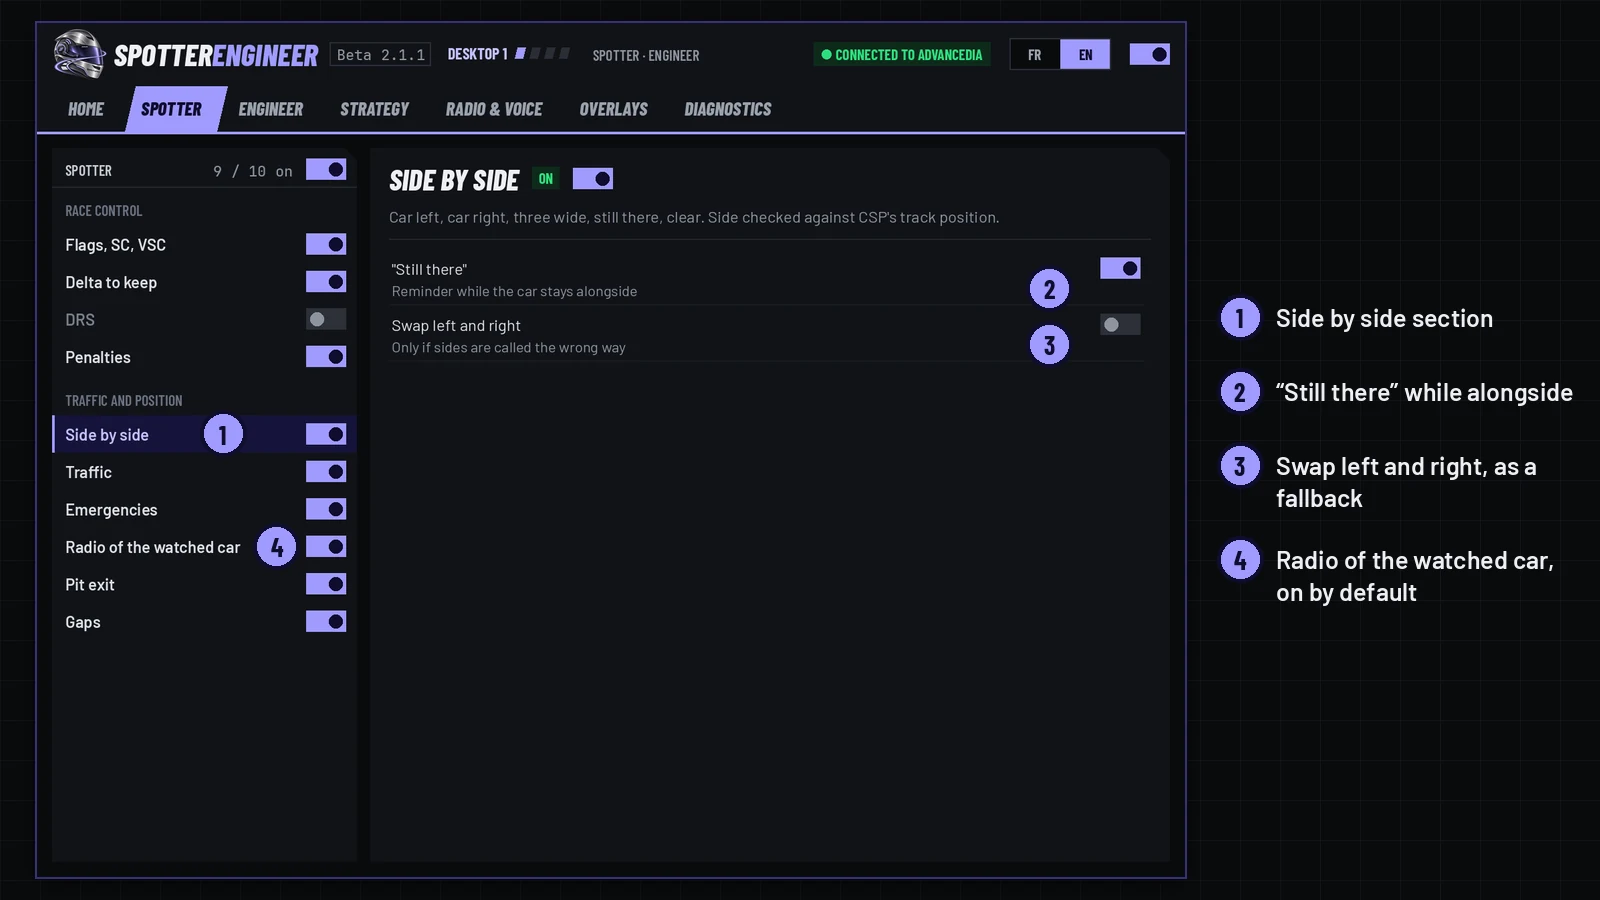 SPOTTERENGINEER Beta 2.1.1 DESKTOP 1 SPOTTER · ENGINEER CONNECTED TO ADVANCEDIA FR EN
HOME SPOTTER ENGINEER STRATEGY RADIO & VOICE OVERLAYS DIAGNOSTICS
SPOTTER 9 / 10 on
RACE CONTROL
Flags, SC, VSC
Delta to keep
DRS
Penalties
TRAFFIC AND POSITION
Side by side 1
Traffic
Emergencies
Radio of the watched car 4
Pit exit
Gaps
SIDE BY SIDE ON
Car left, car right, three wide, still there, clear. Side checked against CSP's track position.
"Still there"
Reminder while the car stays alongside
2
Swap left and right
Only if sides are called the wrong way
3
1 Side by side section
2 “Still there” while alongside
3 Swap left and right, as a
fallback
4 Radio of the watched car,
on by default